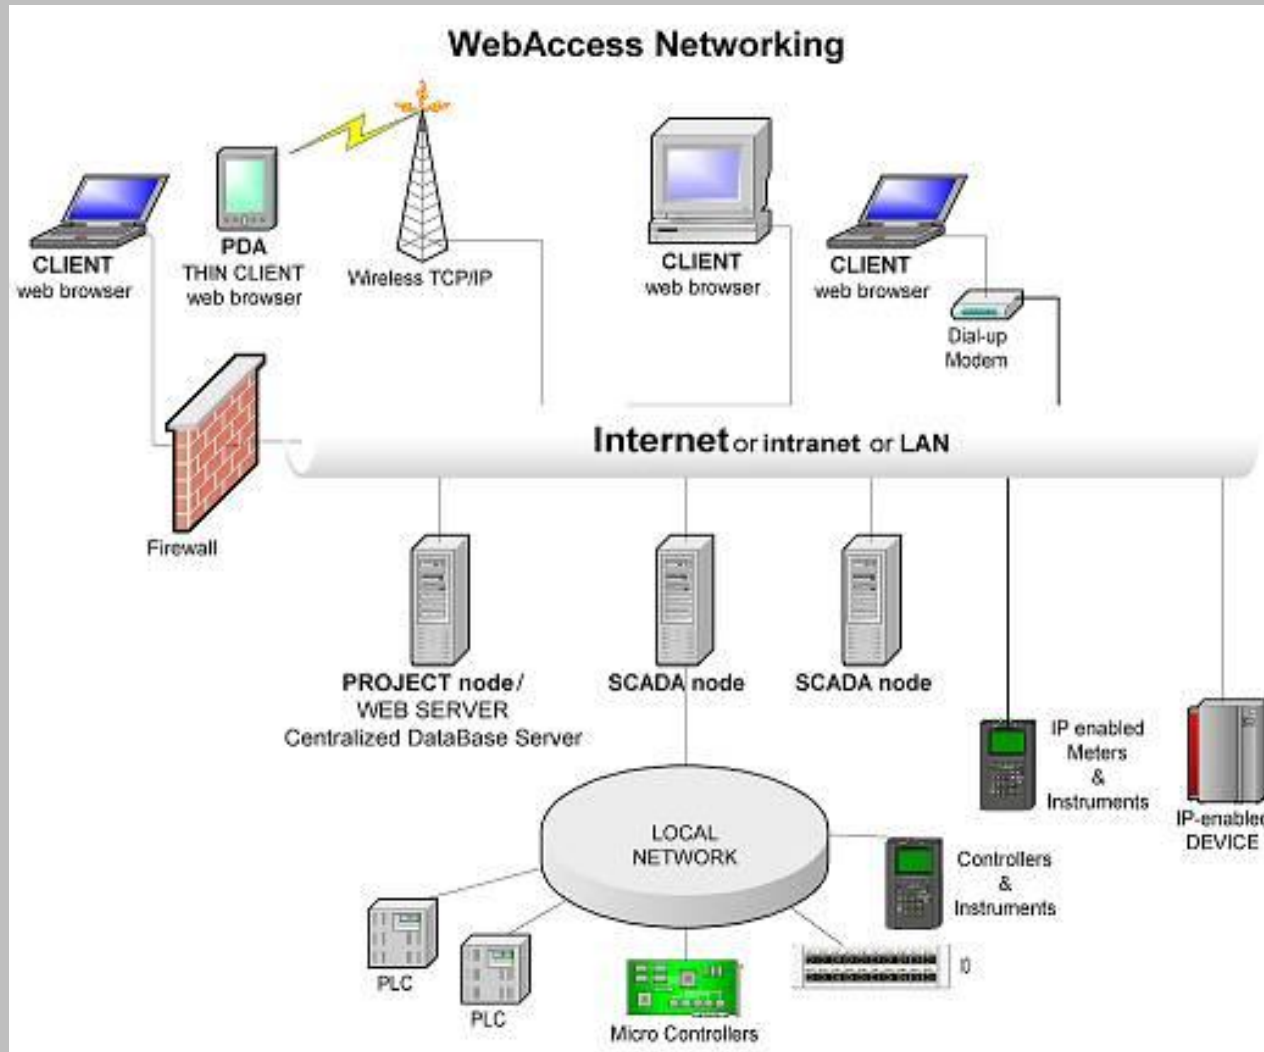 WebAccess Networking
CLIENT
web browser
PDA
THIN CLIENT
web browser
Wireless TCP/IP
CLIENT
web browser
CLIENT
web browser
Dial-up
Modem
Firewall
Internet or intranet or LAN
PROJECT node/
WEB SERVER
Centralized DataBase Server
SCADA node
SCADA node
IP enabled
Meters
&
Instruments
IP-enabled
DEVICE
LOCAL
NETWORK
Controllers
&
Instruments
PLC
PLC
Micro Controllers
IO